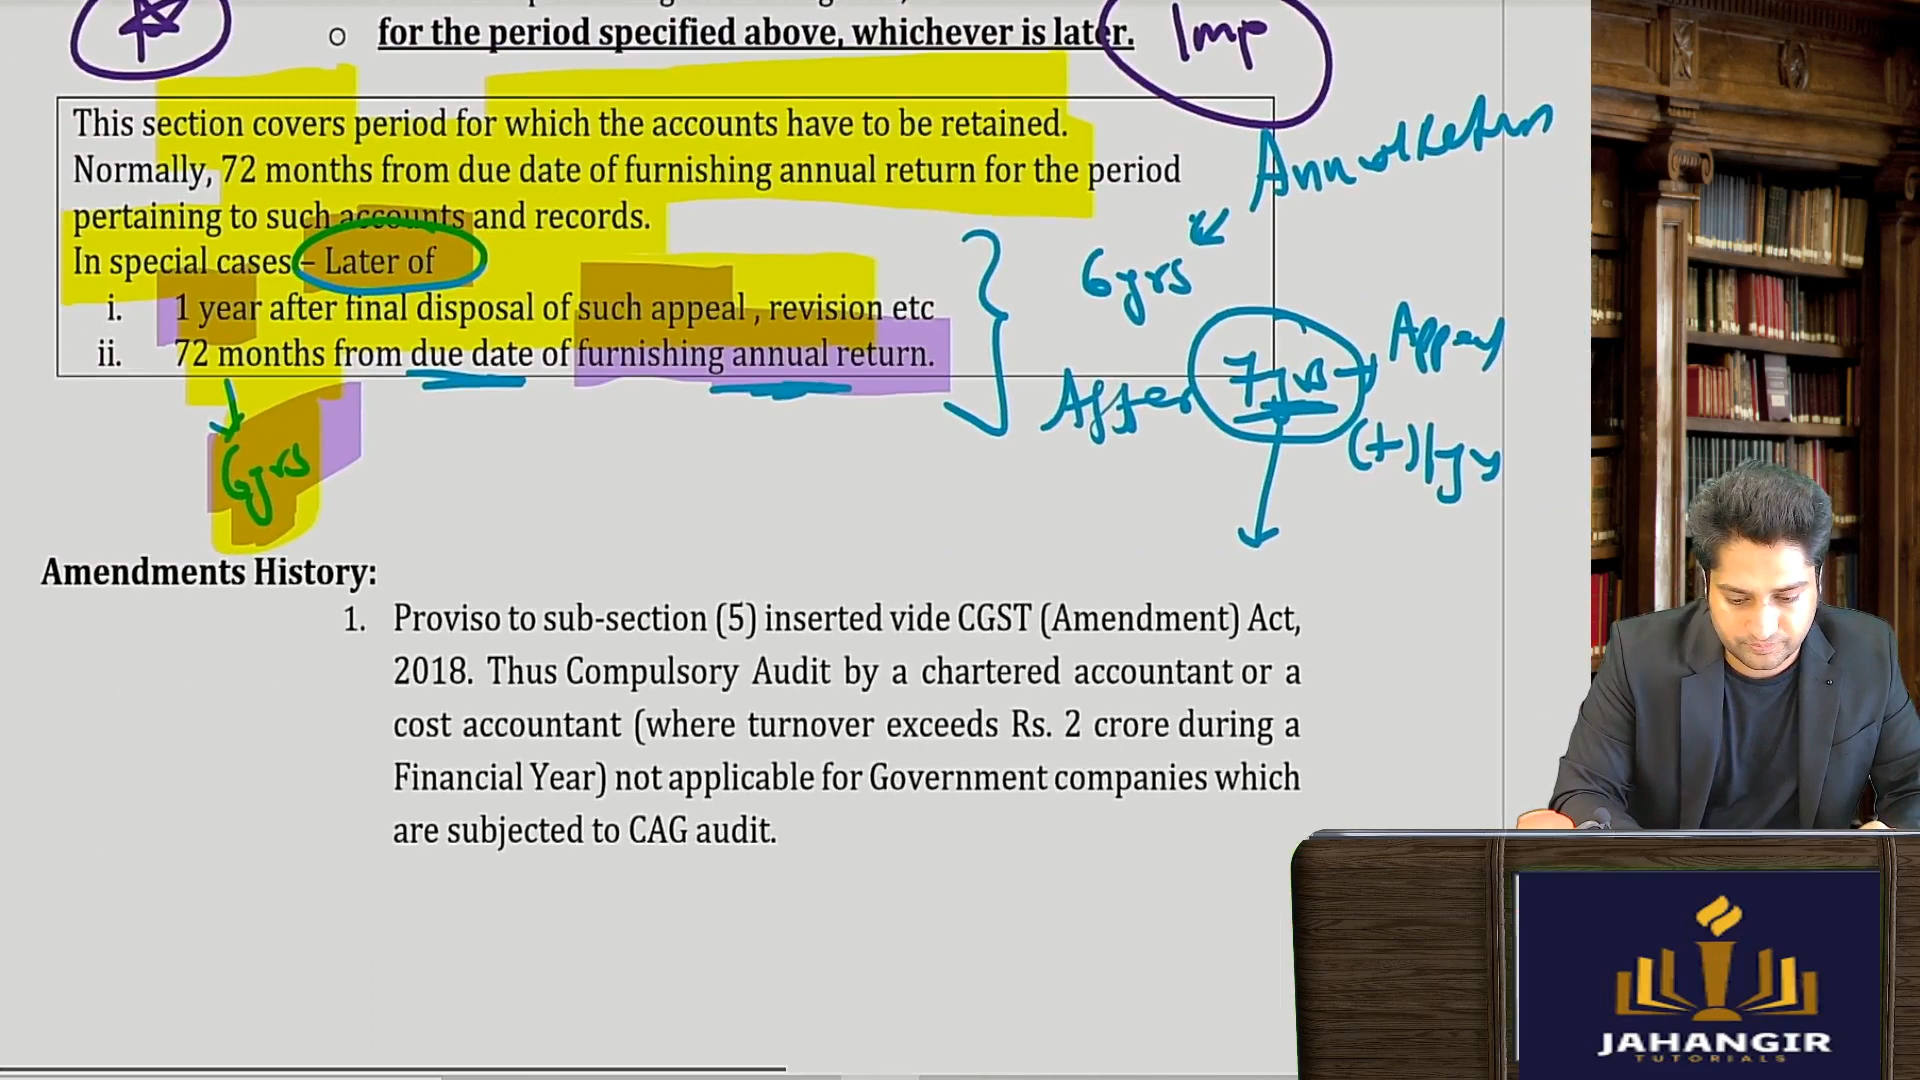 for the period specified above, whichever is later.
Imp
This section covers period for which the accounts have to be retained.
Normally, 72 months from due date of furnishing annual return for the period
pertaining to such accounts and records.
In special cases – Later of
i. 1 year after final disposal of such appeal , revision etc
ii. 72 months from due date of furnishing annual return.
Annual Return
6yrs
After 7yrs Appeal
(+) 1yr
6yrs
Amendments History:
1. Proviso to sub-section (5) inserted vide CGST (Amendment) Act,
2018. Thus Compulsory Audit by a chartered accountant or a
cost accountant (where turnover exceeds Rs. 2 crore during a
Financial Year) not applicable for Government companies which
are subjected to CAG audit.
JAHANGIR
TUTORIALS